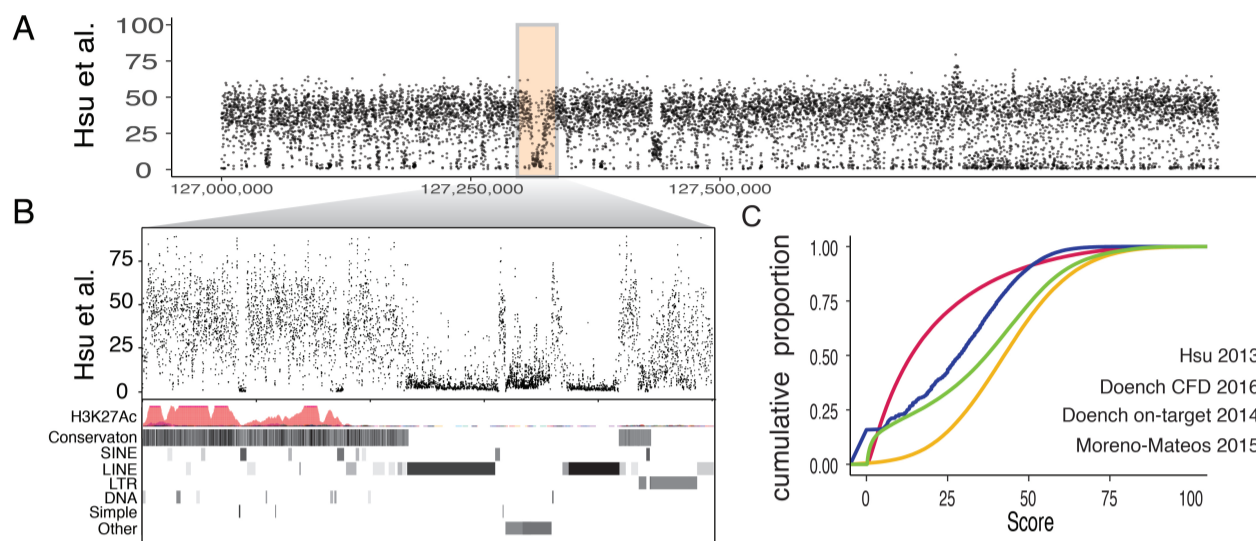 A
Hsu et al.
100
75
50
25
0
127,000,000
127,250,000
127,500,000
B
Hsu et al.
75
50
25
0
H3K27Ac
Conservaton
SINE
LINE
LTR
DNA
Simple
Other
C
cumulative proportion
1.00
0.75
0.50
0.25
0.00
0
25
50
75
100
Score
Hsu 2013
Doench CFD 2016
Doench on-target 2014
Moreno-Mateos 2015